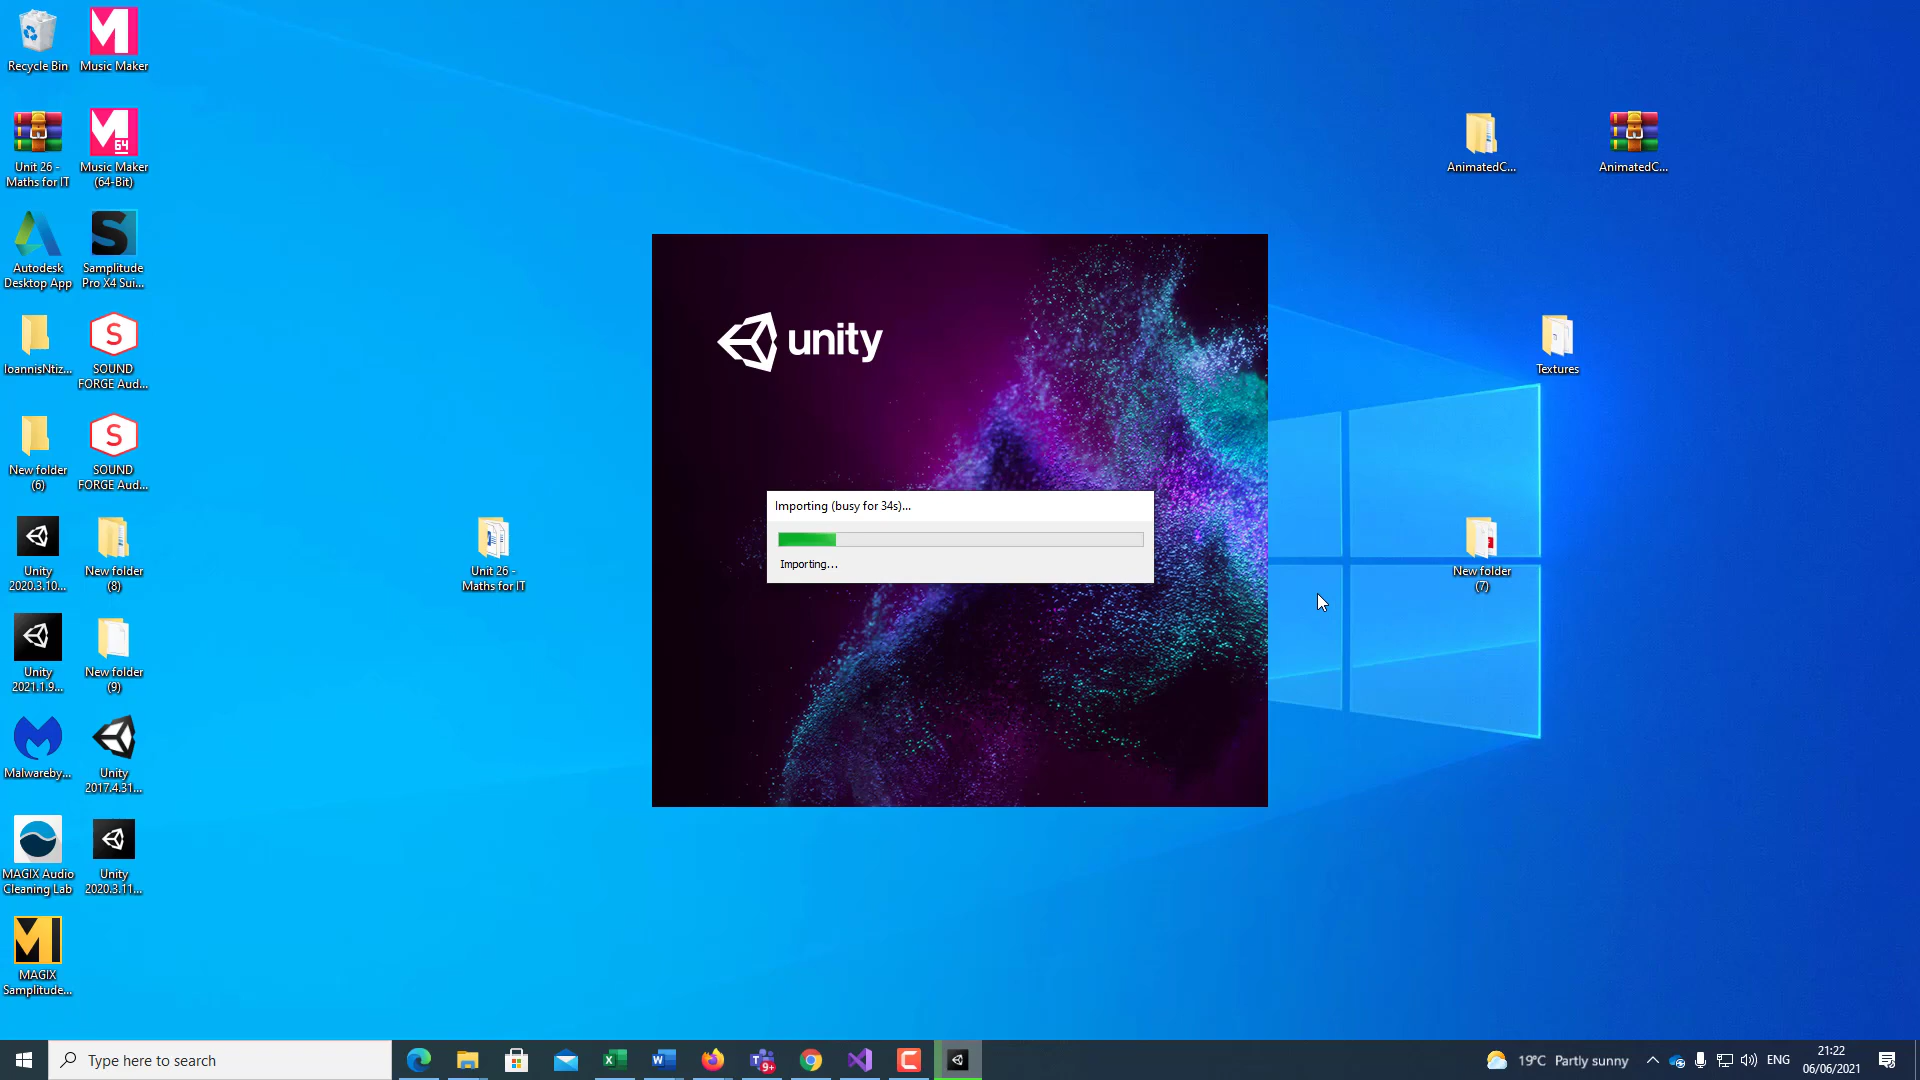 Recycle Bin
Music Maker
Unit 26 -
Maths for IT
64
Music Maker
(64-Bit)
Autodesk
Desktop App
Samplitude
Pro X4 Sui...
IoannisNtiz...
SOUND
FORGE Aud...
New folder
(6)
SOUND
FORGE Aud...
Unity
2020.3.10...
New folder
(8)
Unity
2021.1.9...
New folder
(9)
Malwareby...
Unity
2017.4.31...
MAGIX Audio
Cleaning Lab
Unity
2020.3.11...
MAGIX
Samplitude...
Unit 26 -
Maths for IT
unity
Importing (busy for 34s)...
Importing...
AnimatedC...
AnimatedC...
Textures
New folder
(7)
Type here to search
9+
19°C Partly sunny
ENG
21:22
06/06/2021